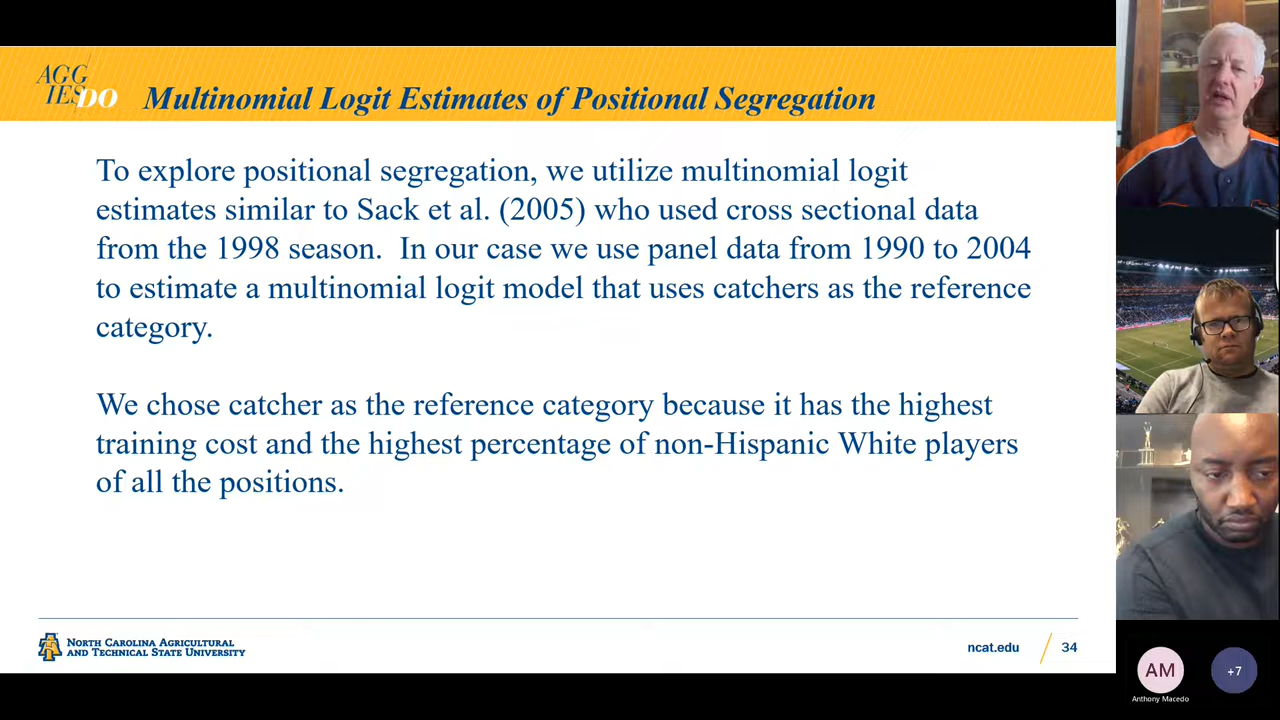 AGG
IESDO
Multinomial Logit Estimates of Positional Segregation
To explore positional segregation, we utilize multinomial logit
estimates similar to Sack et al. (2005) who used cross sectional data
from the 1998 season.  In our case we use panel data from 1990 to 2004
to estimate a multinomial logit model that uses catchers as the reference
category.
We chose catcher as the reference category because it has the highest
training cost and the highest percentage of non-Hispanic White players
of all the positions.
NORTH CAROLINA AGRICULTURAL
AND TECHNICAL STATE UNIVERSITY
ncat.edu
34
AM
+7
Anthony Macedo